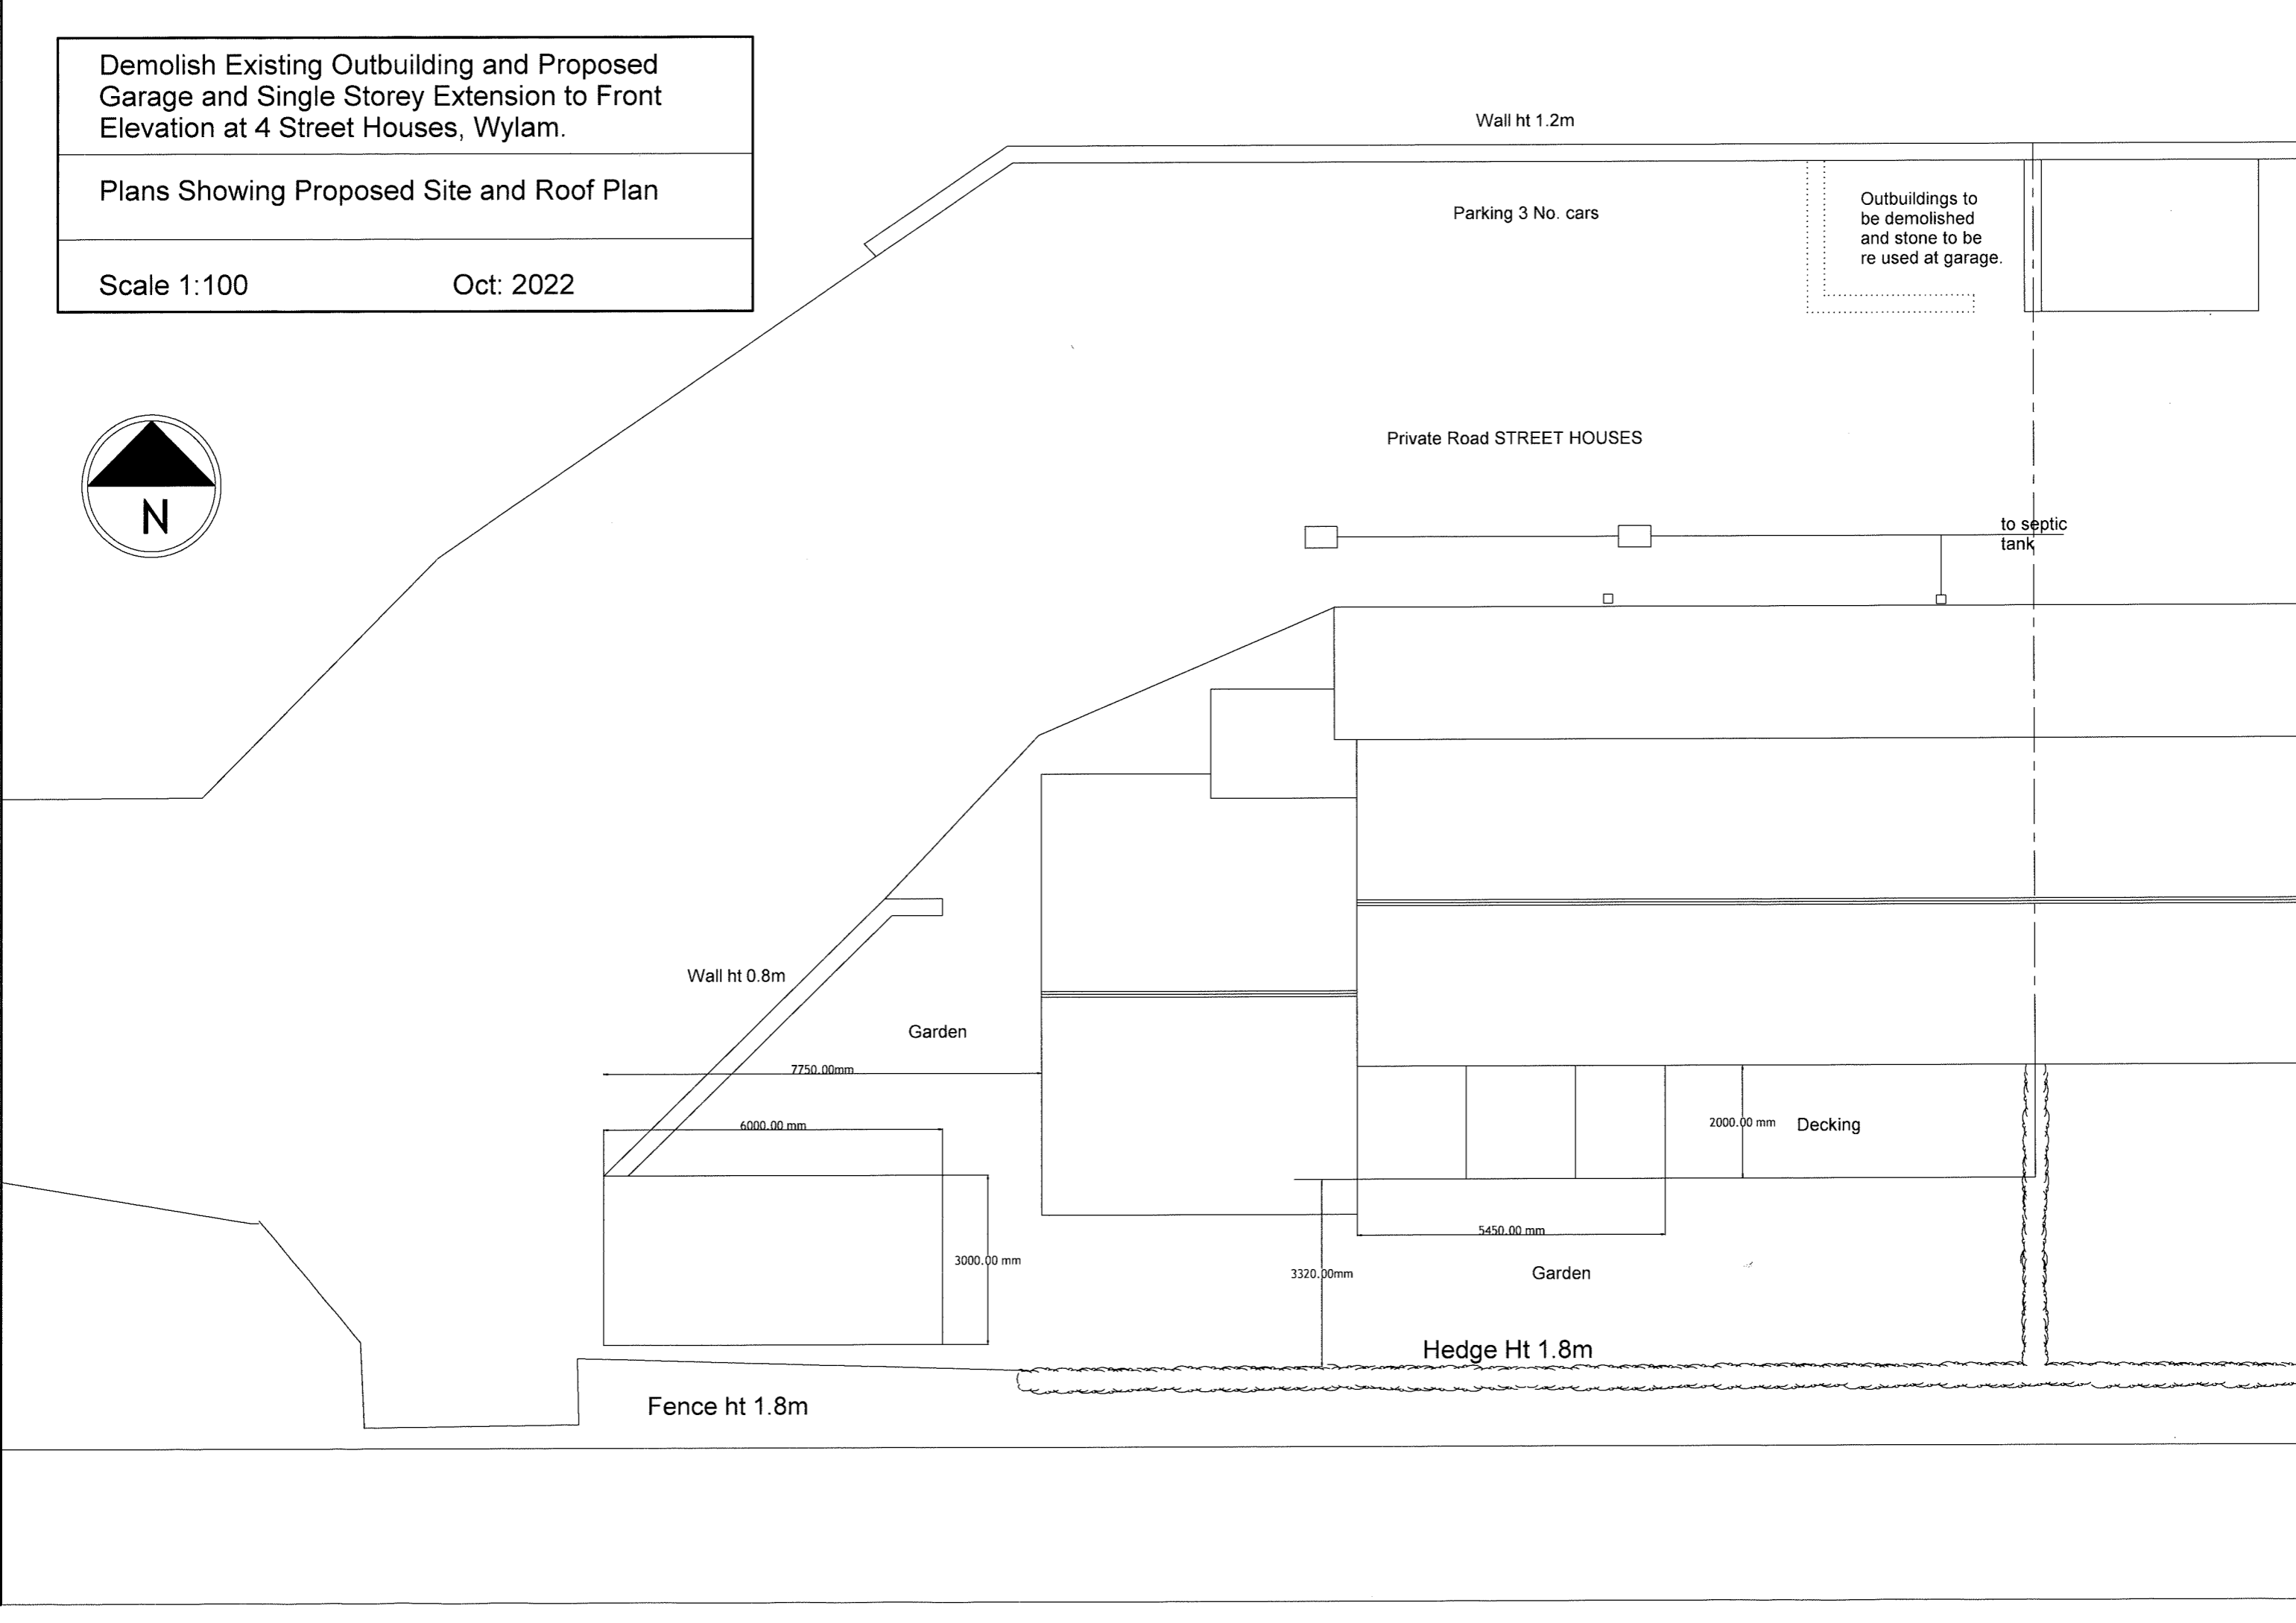 Demolish Existing Outbuilding and Proposed
Garage and Single Storey Extension to Front
Elevation at 4 Street Houses, Wylam.
Plans Showing Proposed Site and Roof Plan
Scale 1:100 Oct: 2022
N
Wall ht 1.2m
Parking 3 No. cars
Outbuildings to
be demolished
and stone to be
re used at garage.
Private Road STREET HOUSES
to septic
tank
Wall ht 0.8m
Garden
7750.00mm
6000.00 mm
3000.00 mm
2000.00 mm
Decking
5450.00 mm
3320.00mm
Garden
Hedge Ht 1.8m
Fence ht 1.8m